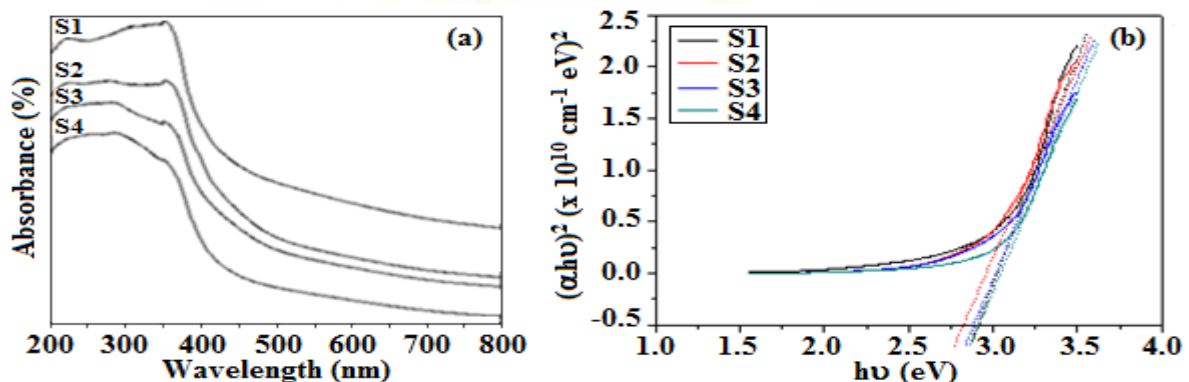 (a)
S1
S2
S3
S4
Absorbance (%)
200 300 400 500 600 700 800
Wavelength (nm)
(b)
S1
S2
S3
S4
(αhυ)² (x 10¹⁰ cm⁻¹ eV)²
2.5
2.0
1.5
1.0
0.5
0.0
-0.5
1.0 1.5 2.0 2.5 3.0 3.5 4.0
hυ (eV)